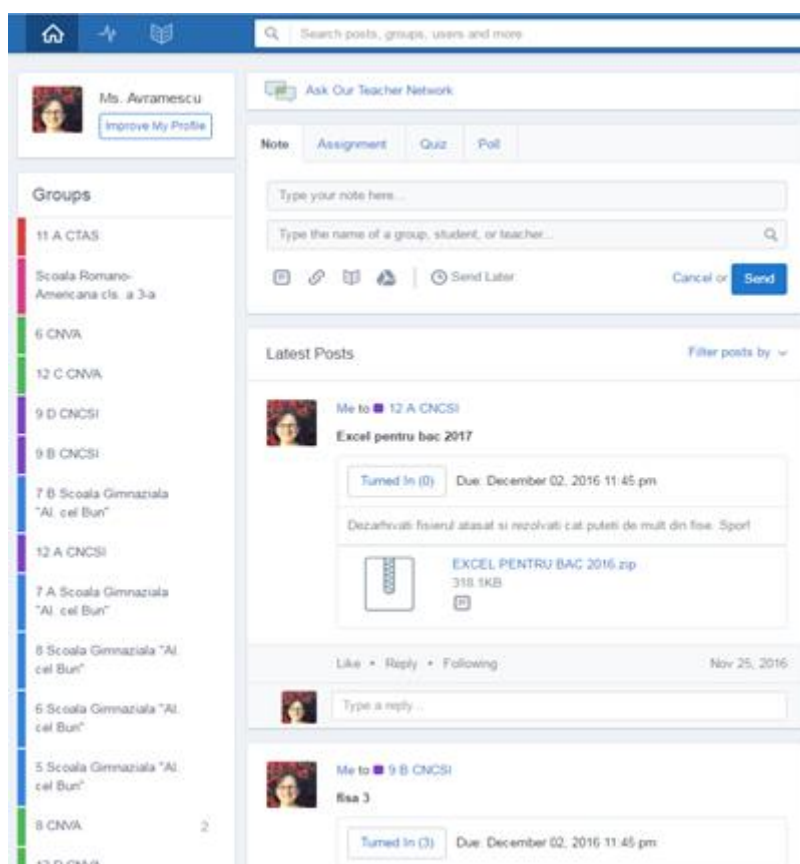 Search posts, groups, users and more
Ms. Avramescu
Improve My Profile
Groups
11 A CTAS
Scoala Romano-
Americana cls. a 3-a
6 CNVA
12 C CNVA
9 D CNCSI
9 B CNCSI
7 B Scoala Gimnaziala
"Al. cel Bun"
12 A CNCSI
7 A Scoala Gimnaziala
"Al. cel Bun"
8 Scoala Gimnaziala "Al.
cel Bun"
6 Scoala Gimnaziala "Al.
cel Bun"
5 Scoala Gimnaziala "Al.
cel Bun"
8 CNVA 2
12 D CNVA
Ask Our Teacher Network
Note Assignment Quiz Poll
Type your note here...
Type the name of a group, student, or teacher...
Send Later Cancel or Send
Latest Posts Filter posts by
Me to 12 A CNCSI
Excel pentru bac 2017
Turned In (0) Due: December 02, 2016 11:45 pm
Dezarhivati fisierul atasat si rezolvati cat puteti de mult din fise. Spor!
EXCEL PENTRU BAC 2016.zip
318.1KB
Like • Reply • Following Nov 25, 2016
Type a reply...
Me to 9 B CNCSI
fisa 3
Turned In (3) Due: December 02, 2016 11:45 pm